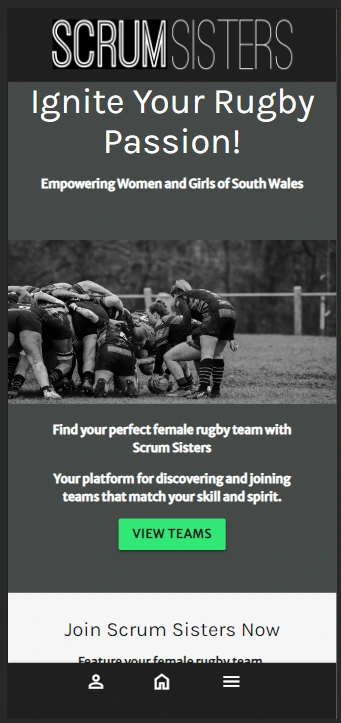 SCRUMSISTERS
Ignite Your Rugby
Passion!
Empowering Women and Girls of South Wales
Find your perfect female rugby team with
Scrum Sisters
Your platform for discovering and joining
teams that match your skill and spirit.
VIEW TEAMS
Join Scrum Sisters Now
Feature your female rugby team